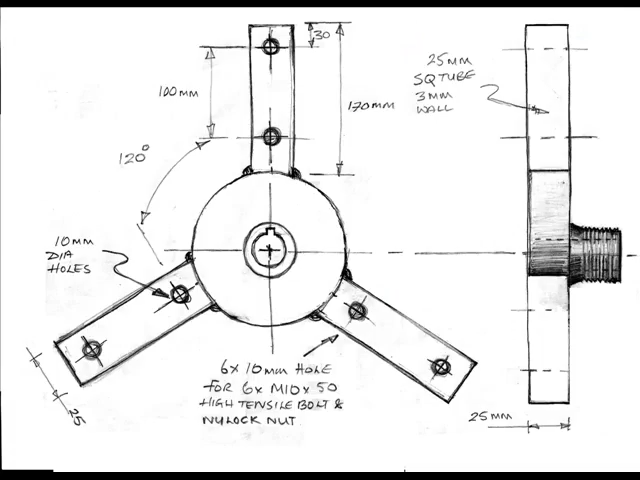 30
100mm
170mm
120°
25mm
SQ TUBE
3mm
WALL
10mm
DIA
HOLES
6x 10mm HOLE
FOR 6x M10 x 50
HIGH TENSILE BOLT &
NYLOCK NUT
25
25mm